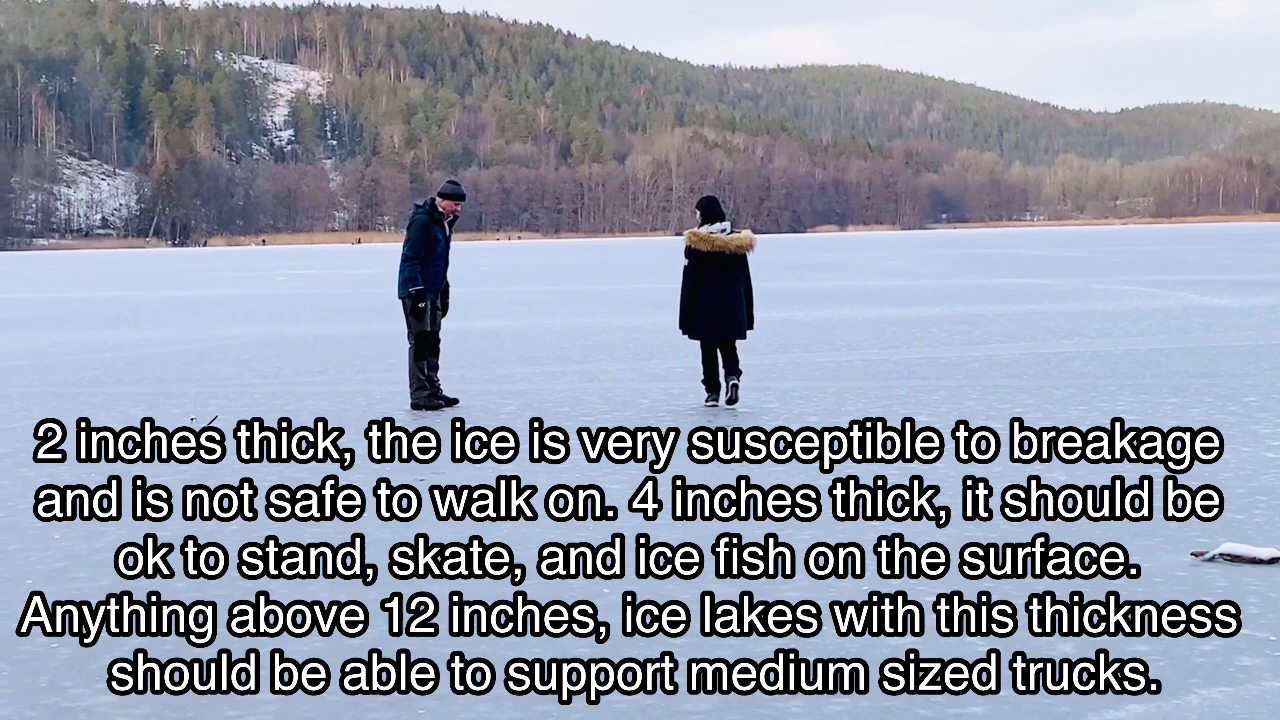 2 inches thick, the ice is very susceptible to breakage
and is not safe to walk on. 4 inches thick, it should be
ok to stand, skate, and ice fish on the surface.
Anything above 12 inches, ice lakes with this thickness
should be able to support medium sized trucks.